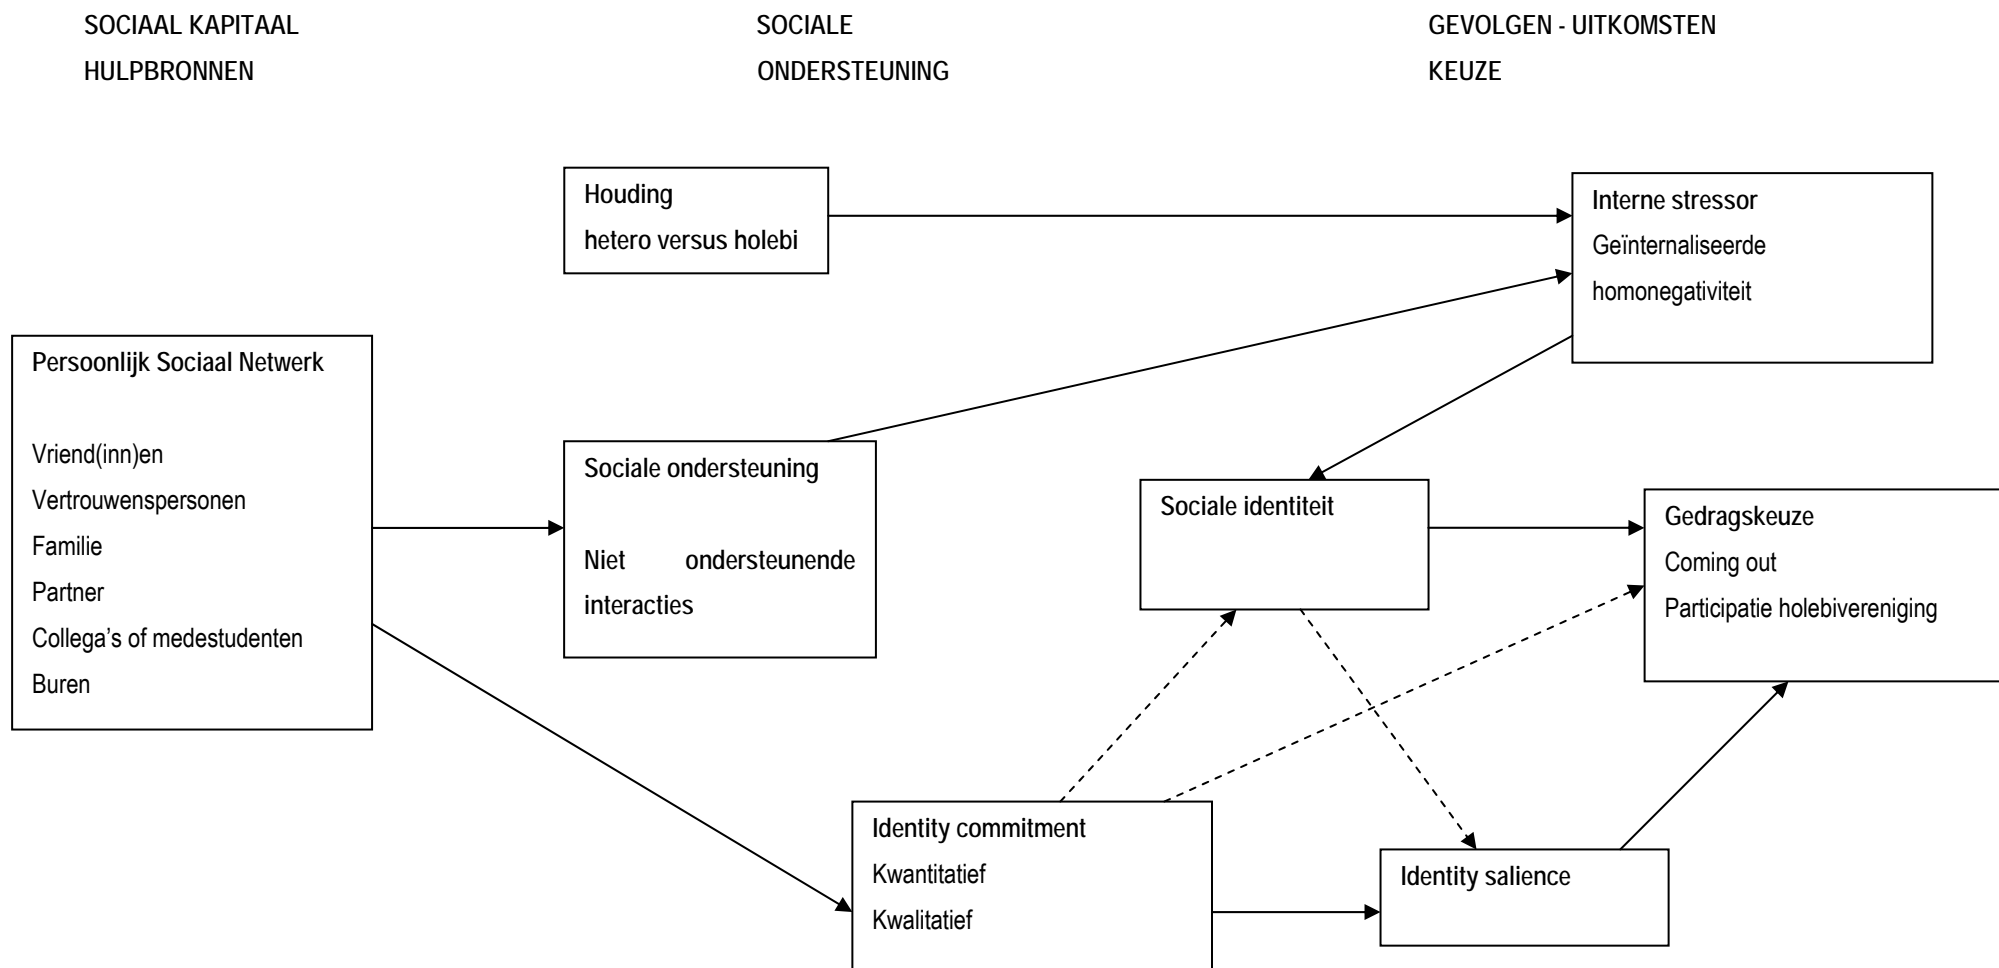 SOCIAAL KAPITAAL
HULPBRONNEN
SOCIALE
ONDERSTEUNING
GEVOLGEN - UITKOMSTEN
KEUZE
Houding
hetero versus holebi
Interne stressor
Geïnternaliseerde
homonegativiteit
Persoonlijk Sociaal Netwerk
Vriend(inn)en
Vertrouwenspersonen
Familie
Partner
Collega's of medestudenten
Buren
Sociale ondersteuning
Niet ondersteunende
interacties
Sociale identiteit
Gedragskeuze
Coming out
Participatie holebivereniging
Identity commitment
Kwantitatief
Kwalitatief
Identity salience